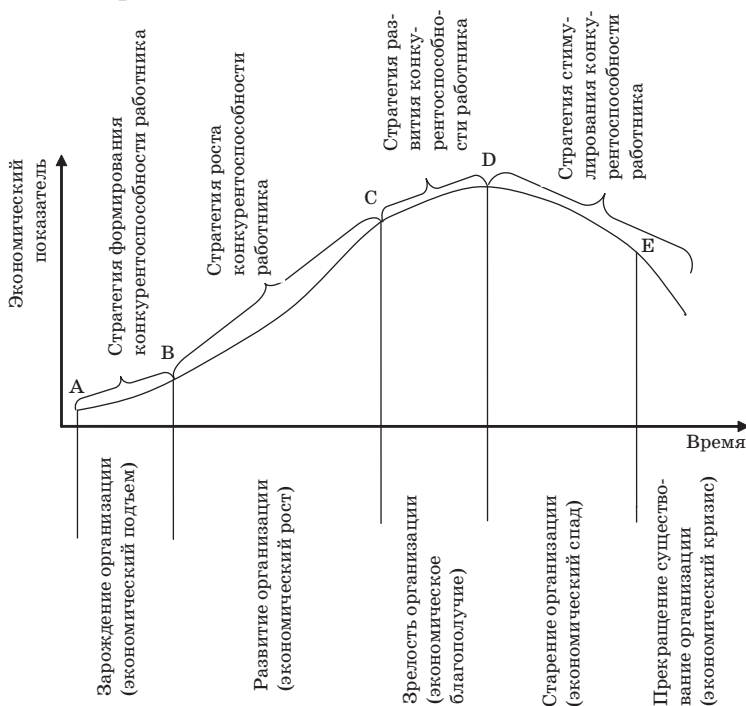 Экономический
показатель
Стратегия формирования
конкурентоспособности работника
Стратегия роста
конкурентоспособности
работника
Стратегия раз-
вития конку-
рентоспособно-
сти работника
Стратегия стиму-
лирования конку-
рентоспособности
работника
A
B
C
D
E
Время
Зарождение организации
(экономический подъем)
Развитие организации
(экономический рост)
Зрелость организации
(экономическое
благополучие)
Старение организации
(экономический спад)
Прекращение существо-
вание организации
(экономический кризис)